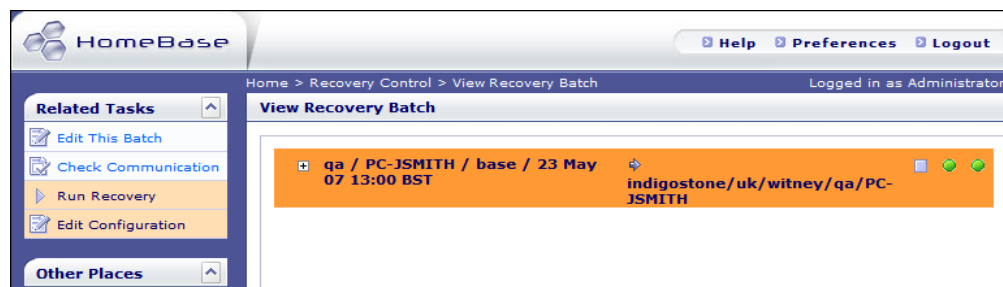 HomeBase
Help Preferences Logout
Home > Recovery Control > View Recovery Batch
Logged in as Administrator
Related Tasks
View Recovery Batch
Edit This Batch
Check Communication
Run Recovery
Edit Configuration
Other Places
qa / PC-JSMITH / base / 23 May
07 13:00 BST
indigostone/uk/witney/qa/PC-
JSMITH